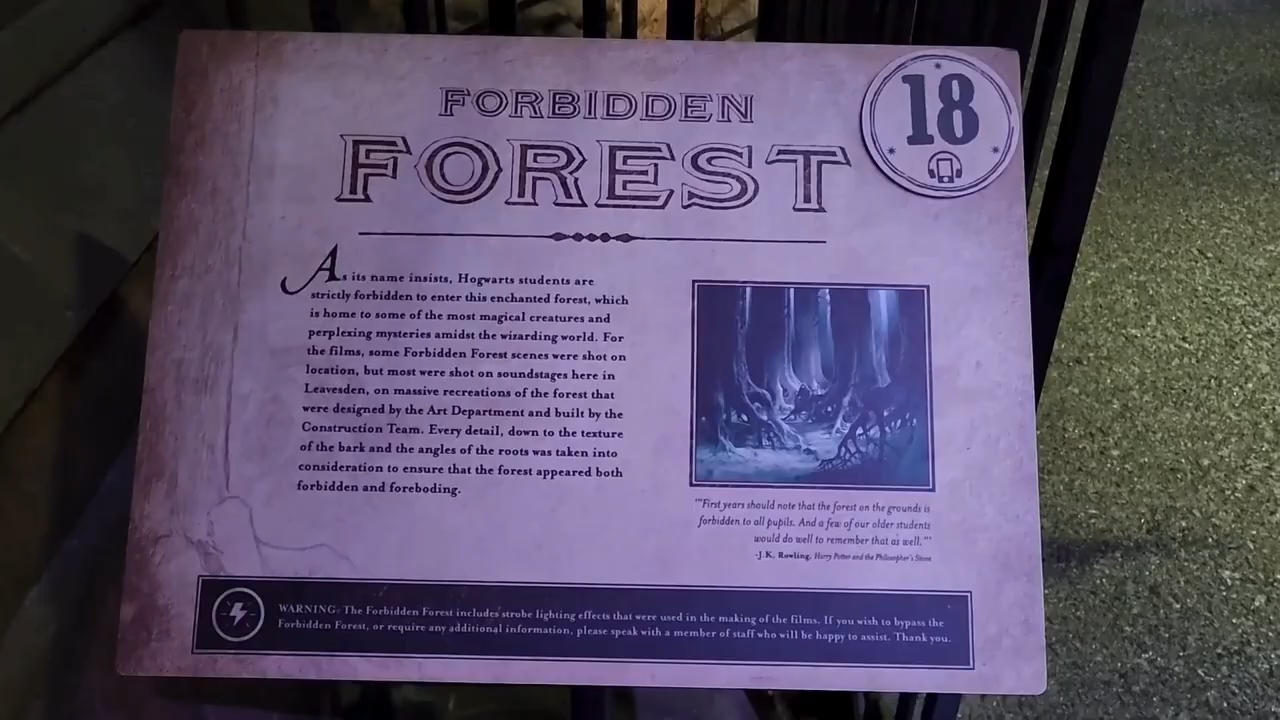 FORBIDDEN
FOREST
18
As its name insists, Hogwarts students are
strictly forbidden to enter this enchanted forest, which
is home to some of the most magical creatures and
perplexing mysteries amidst the wizarding world. For
the films, some Forbidden Forest scenes were shot on
location, but most were shot on soundstages here in
Leavesden, on massive recreations of the forest that
were designed by the Art Department and built by the
Construction Team. Every detail, down to the texture
of the bark and the angles of the roots was taken into
consideration to ensure that the forest appeared both
forbidden and foreboding.
"'First years should note that the forest on the grounds is
forbidden to all pupils. And a few of our older students
would do well to remember that as well.'"
-J.K. Rowling, Harry Potter and the Philosopher's Stone
WARNING: The Forbidden Forest includes strobe lighting effects that were used in the making of the films. If you wish to bypass the
Forbidden Forest, or require any additional information, please speak with a member of staff who will be happy to assist. Thank you.